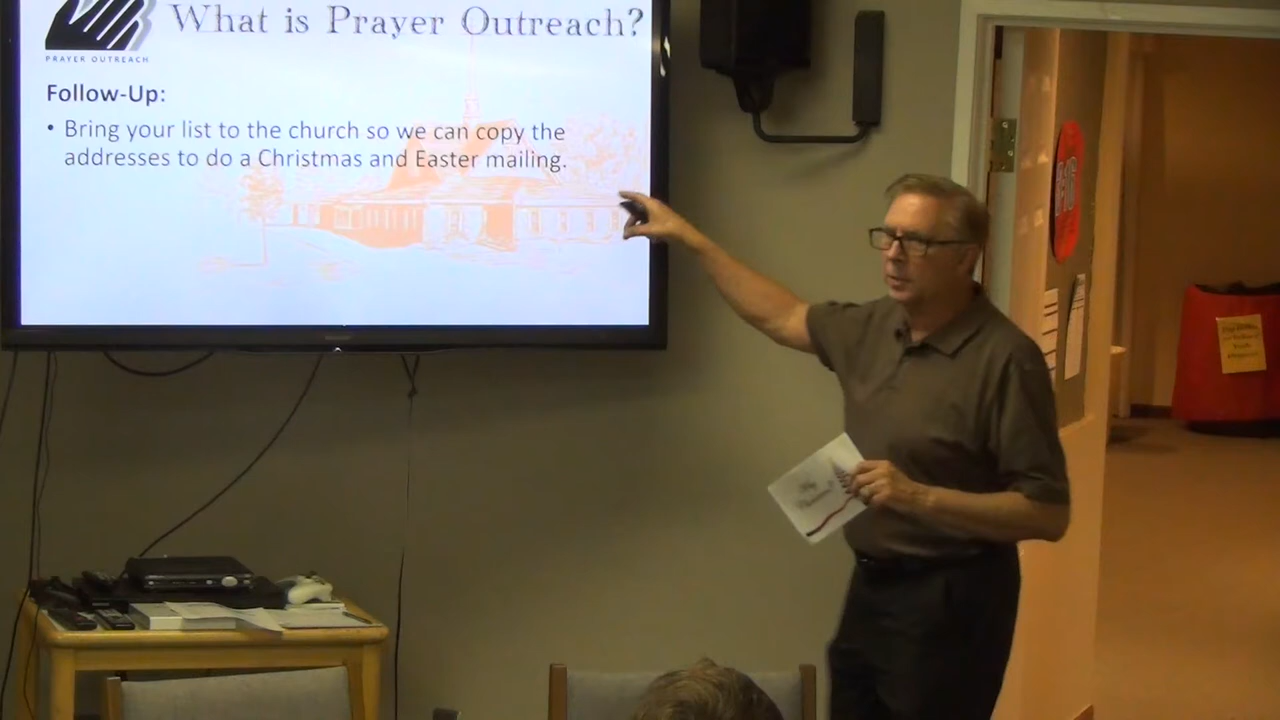 What is Prayer Outreach?
PRAYER OUTREACH
Follow-Up:
• Bring your list to the church so we can copy the
addresses to do a Christmas and Easter mailing.